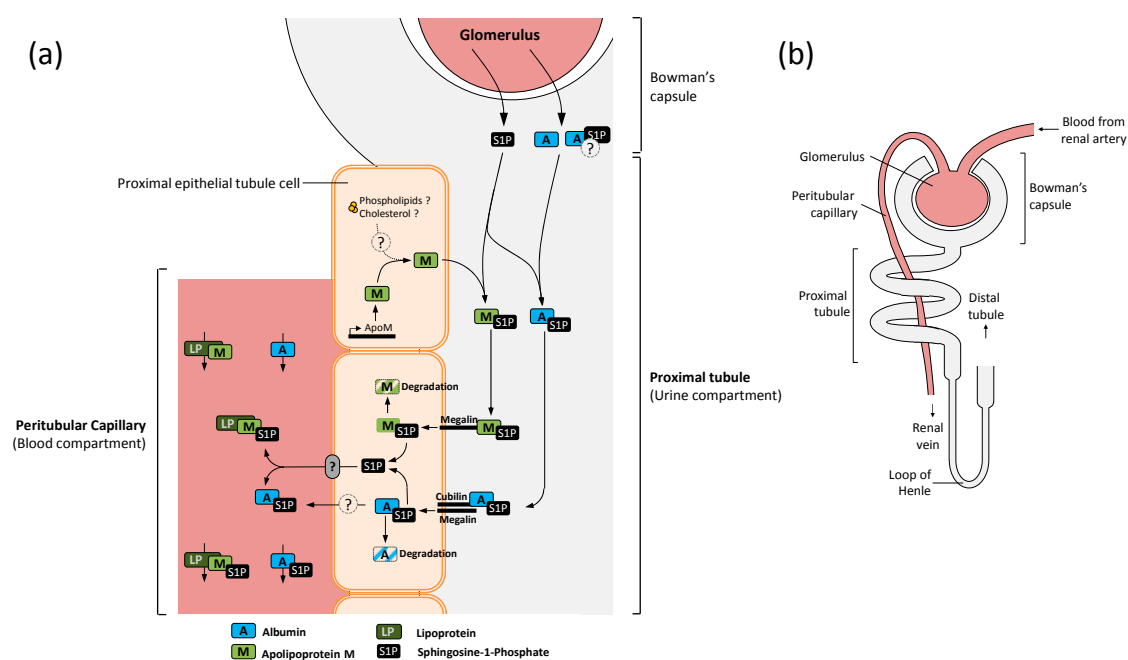 (a)
Glomerulus
Bowman's
capsule
S1P
A
A
S1P
?
Proximal epithelial tubule cell
Phospholipids ?
Cholesterol ?
?
M
M
ApoM
M
S1P
A
S1P
LP
M
A
M
Degradation
Megalin
M
S1P
M
S1P
LP
M
S1P
?
S1P
A
S1P
?
A
S1P
Cubilin
A
S1P
Megalin
A
Degradation
LP
M
S1P
A
S1P
Peritubular Capillary
(Blood compartment)
Proximal tubule
(Urine compartment)
A
Albumin
LP
Lipoprotein
M
Apolipoprotein M
S1P
Sphingosine-1-Phosphate
(b)
Blood from
renal artery
Glomerulus
Peritubular
capillary
Bowman's
capsule
Proximal
tubule
Distal
tubule
Renal
vein
Loop of
Henle